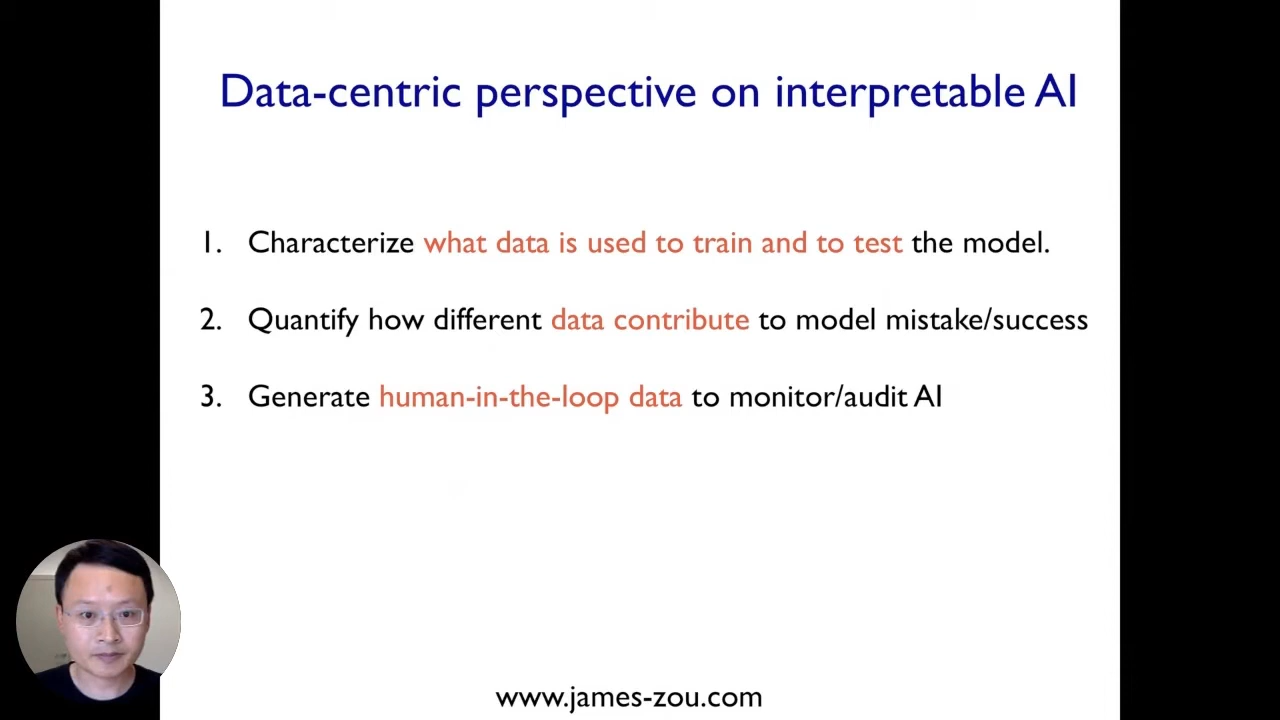 Data-centric perspective on interpretable AI
1. Characterize what data is used to train and to test the model.
2. Quantify how different data contribute to model mistake/success
3. Generate human-in-the-loop data to monitor/audit AI
www.james-zou.com